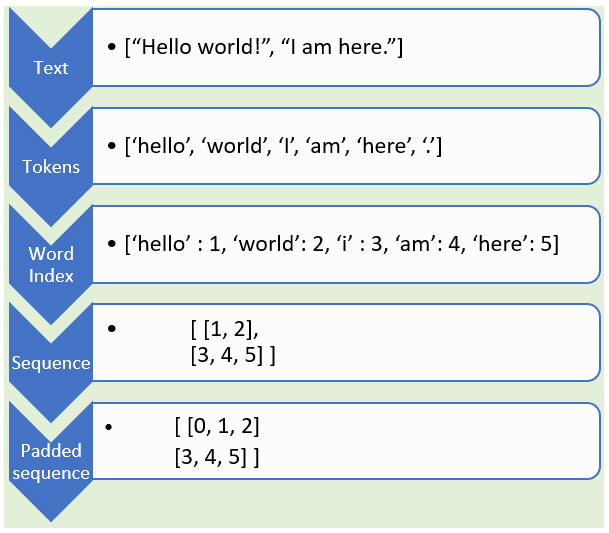 Text
• [“Hello world!”, “I am here.”]
Tokens
• [‘hello’, ‘world’, ‘I’, ‘am’, ‘here’, ‘.’]
Word
Index
• [‘hello’ : 1, ‘world’: 2, ‘i’ : 3, ‘am’: 4, ‘here’: 5]
Sequence
• [ [1, 2],
[3, 4, 5] ]
Padded
sequence
• [ [0, 1, 2]
[3, 4, 5] ]